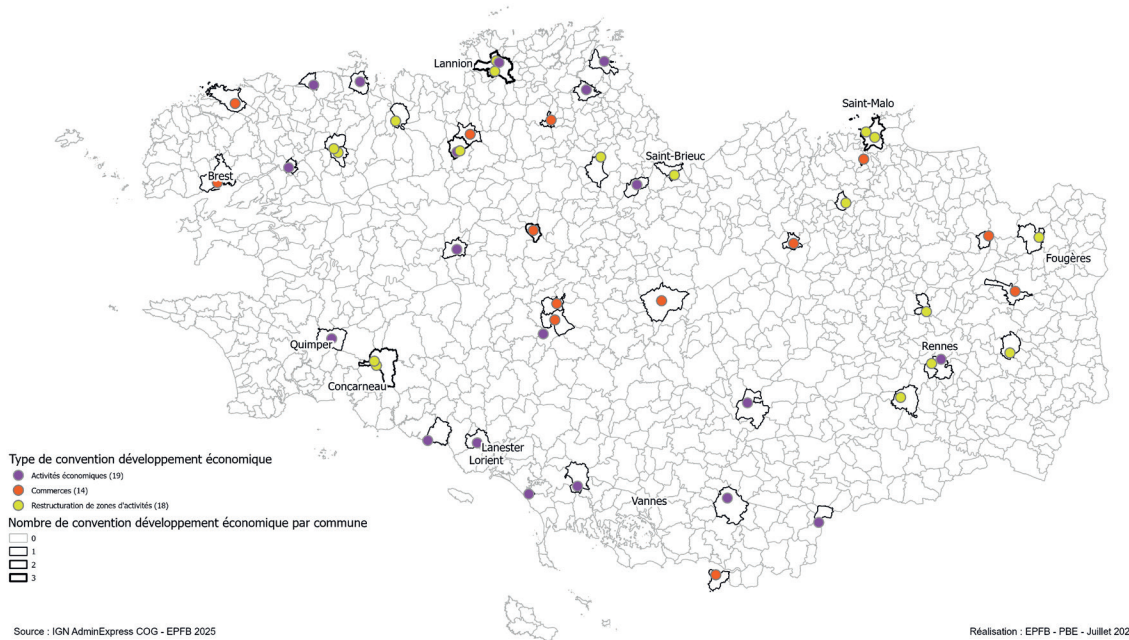 Lannion
Saint-Malo
Brest
Saint-Brieuc
Fougères
Quimper
Rennes
Concarneau
Lanester
Lorient
Vannes
Type de convention développement économique
Activités économiques (19)
Commerces (14)
Restructuration de zones d'activités (18)
Nombre de convention développement économique par commune
0
1
2
3
Source : IGN AdminExpress COG - EPFB 2025
Réalisation : EPFB - PBE - Juillet 202